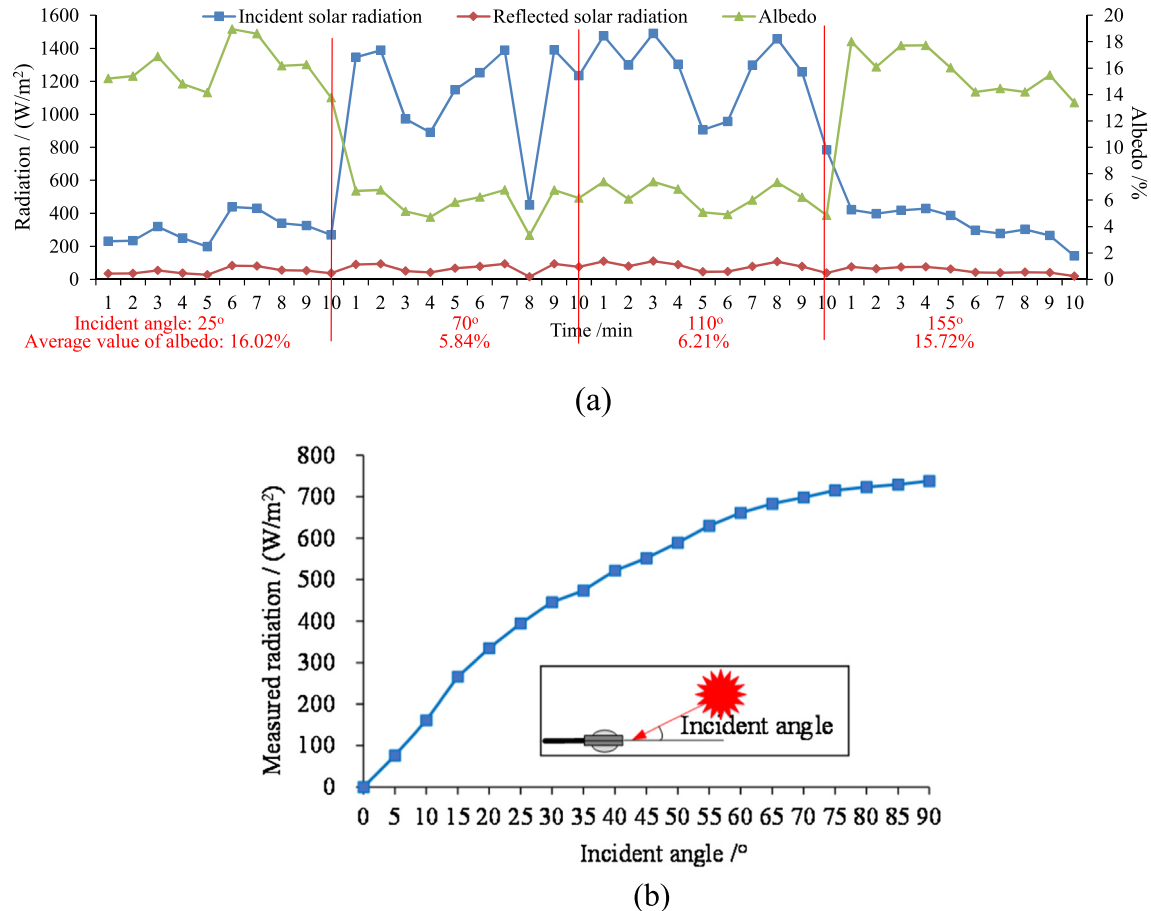 Incident solar radiation Reflected solar radiation Albedo
1600
1400
1200
1000
800
600
400
200
0
Radiation / (W/m²)
20
18
16
14
12
10
8
6
4
2
0
Albedo /%
1 2 3 4 5 6 7 8 9 10 1 2 3 4 5 6 7 8 9 10 1 2 3 4 5 6 7 8 9 10 1 2 3 4 5 6 7 8 9 10
Incident angle: 25° 70° 110° 155°
Time /min
Average value of albedo: 16.02% 5.84% 6.21% 15.72%
(a)
800
700
600
500
400
300
200
100
0
Measured radiation / (W/m²)
Incident angle
0 5 10 15 20 25 30 35 40 45 50 55 60 65 70 75 80 85 90
Incident angle /°
(b)